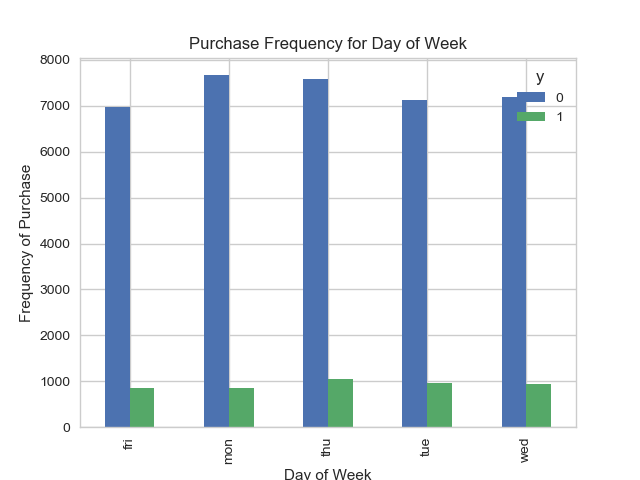 Purchase Frequency for Day of Week
y
0
1
8000
7000
6000
5000
4000
3000
2000
1000
0
Frequency of Purchase
fri
mon
thu
tue
wed
Day of Week